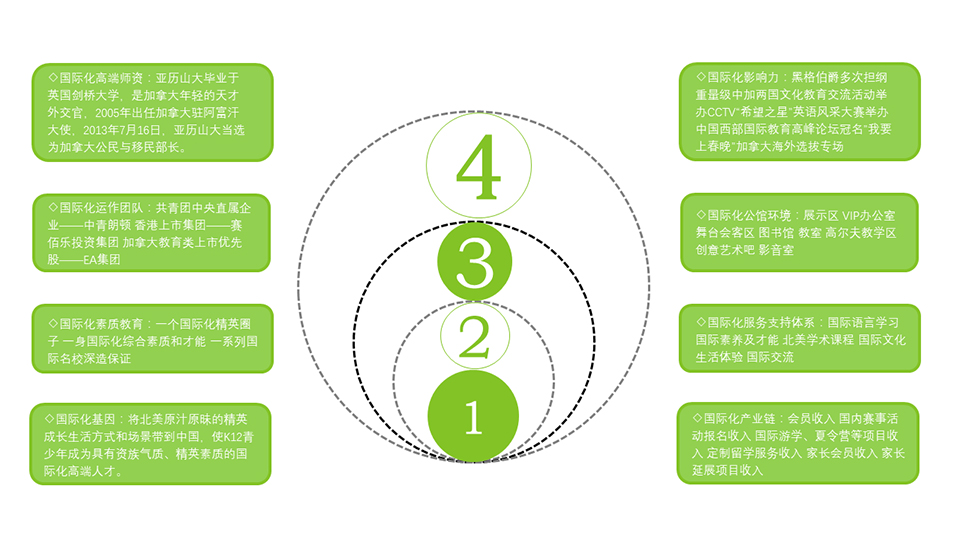 ◇国际化高端师资：亚历山大毕业于
英国剑桥大学，是加拿大年轻的天才
外交官，2005年出任加拿大驻阿富汗
大使，2013年7月16日，亚历山大当选
为加拿大公民与移民部长。
◇国际化运作团队：共青团中央直属企
业——中青朗顿 香港上市集团——赛
佰乐投资集团 加拿大教育类上市优先
股——EA集团
◇国际化素质教育：一个国际化精英圈
子 一身国际化综合素质和才能 一系列国
际名校深造保证
◇国际化基因：将北美原汁原味的精英
成长生活方式和场景带到中国，使K12青
少年成为具有资族气质、精英素质的国
际化高端人才。
4
3
2
1
◇国际化影响力：黑格伯爵多次担纲
重量级中加两国文化教育交流活动举
办CCTV“希望之星”英语风采大赛举办
中国西部国际教育高峰论坛冠名“我要
上春晚”加拿大海外选拔专场
◇国际化公馆环境：展示区 VIP办公室
舞台会客区 图书馆 教室 高尔夫教学区
创意艺术吧 影音室
◇国际化服务支持体系：国际语言学习
国际素养及才能 北美学术课程 国际文化
生活体验 国际交流
◇国际化产业链：会员收入 国内赛事活
动报名收入 国际游学、夏令营等项目收
入 定制留学服务收入 家长会员收入 家长
延展项目收入